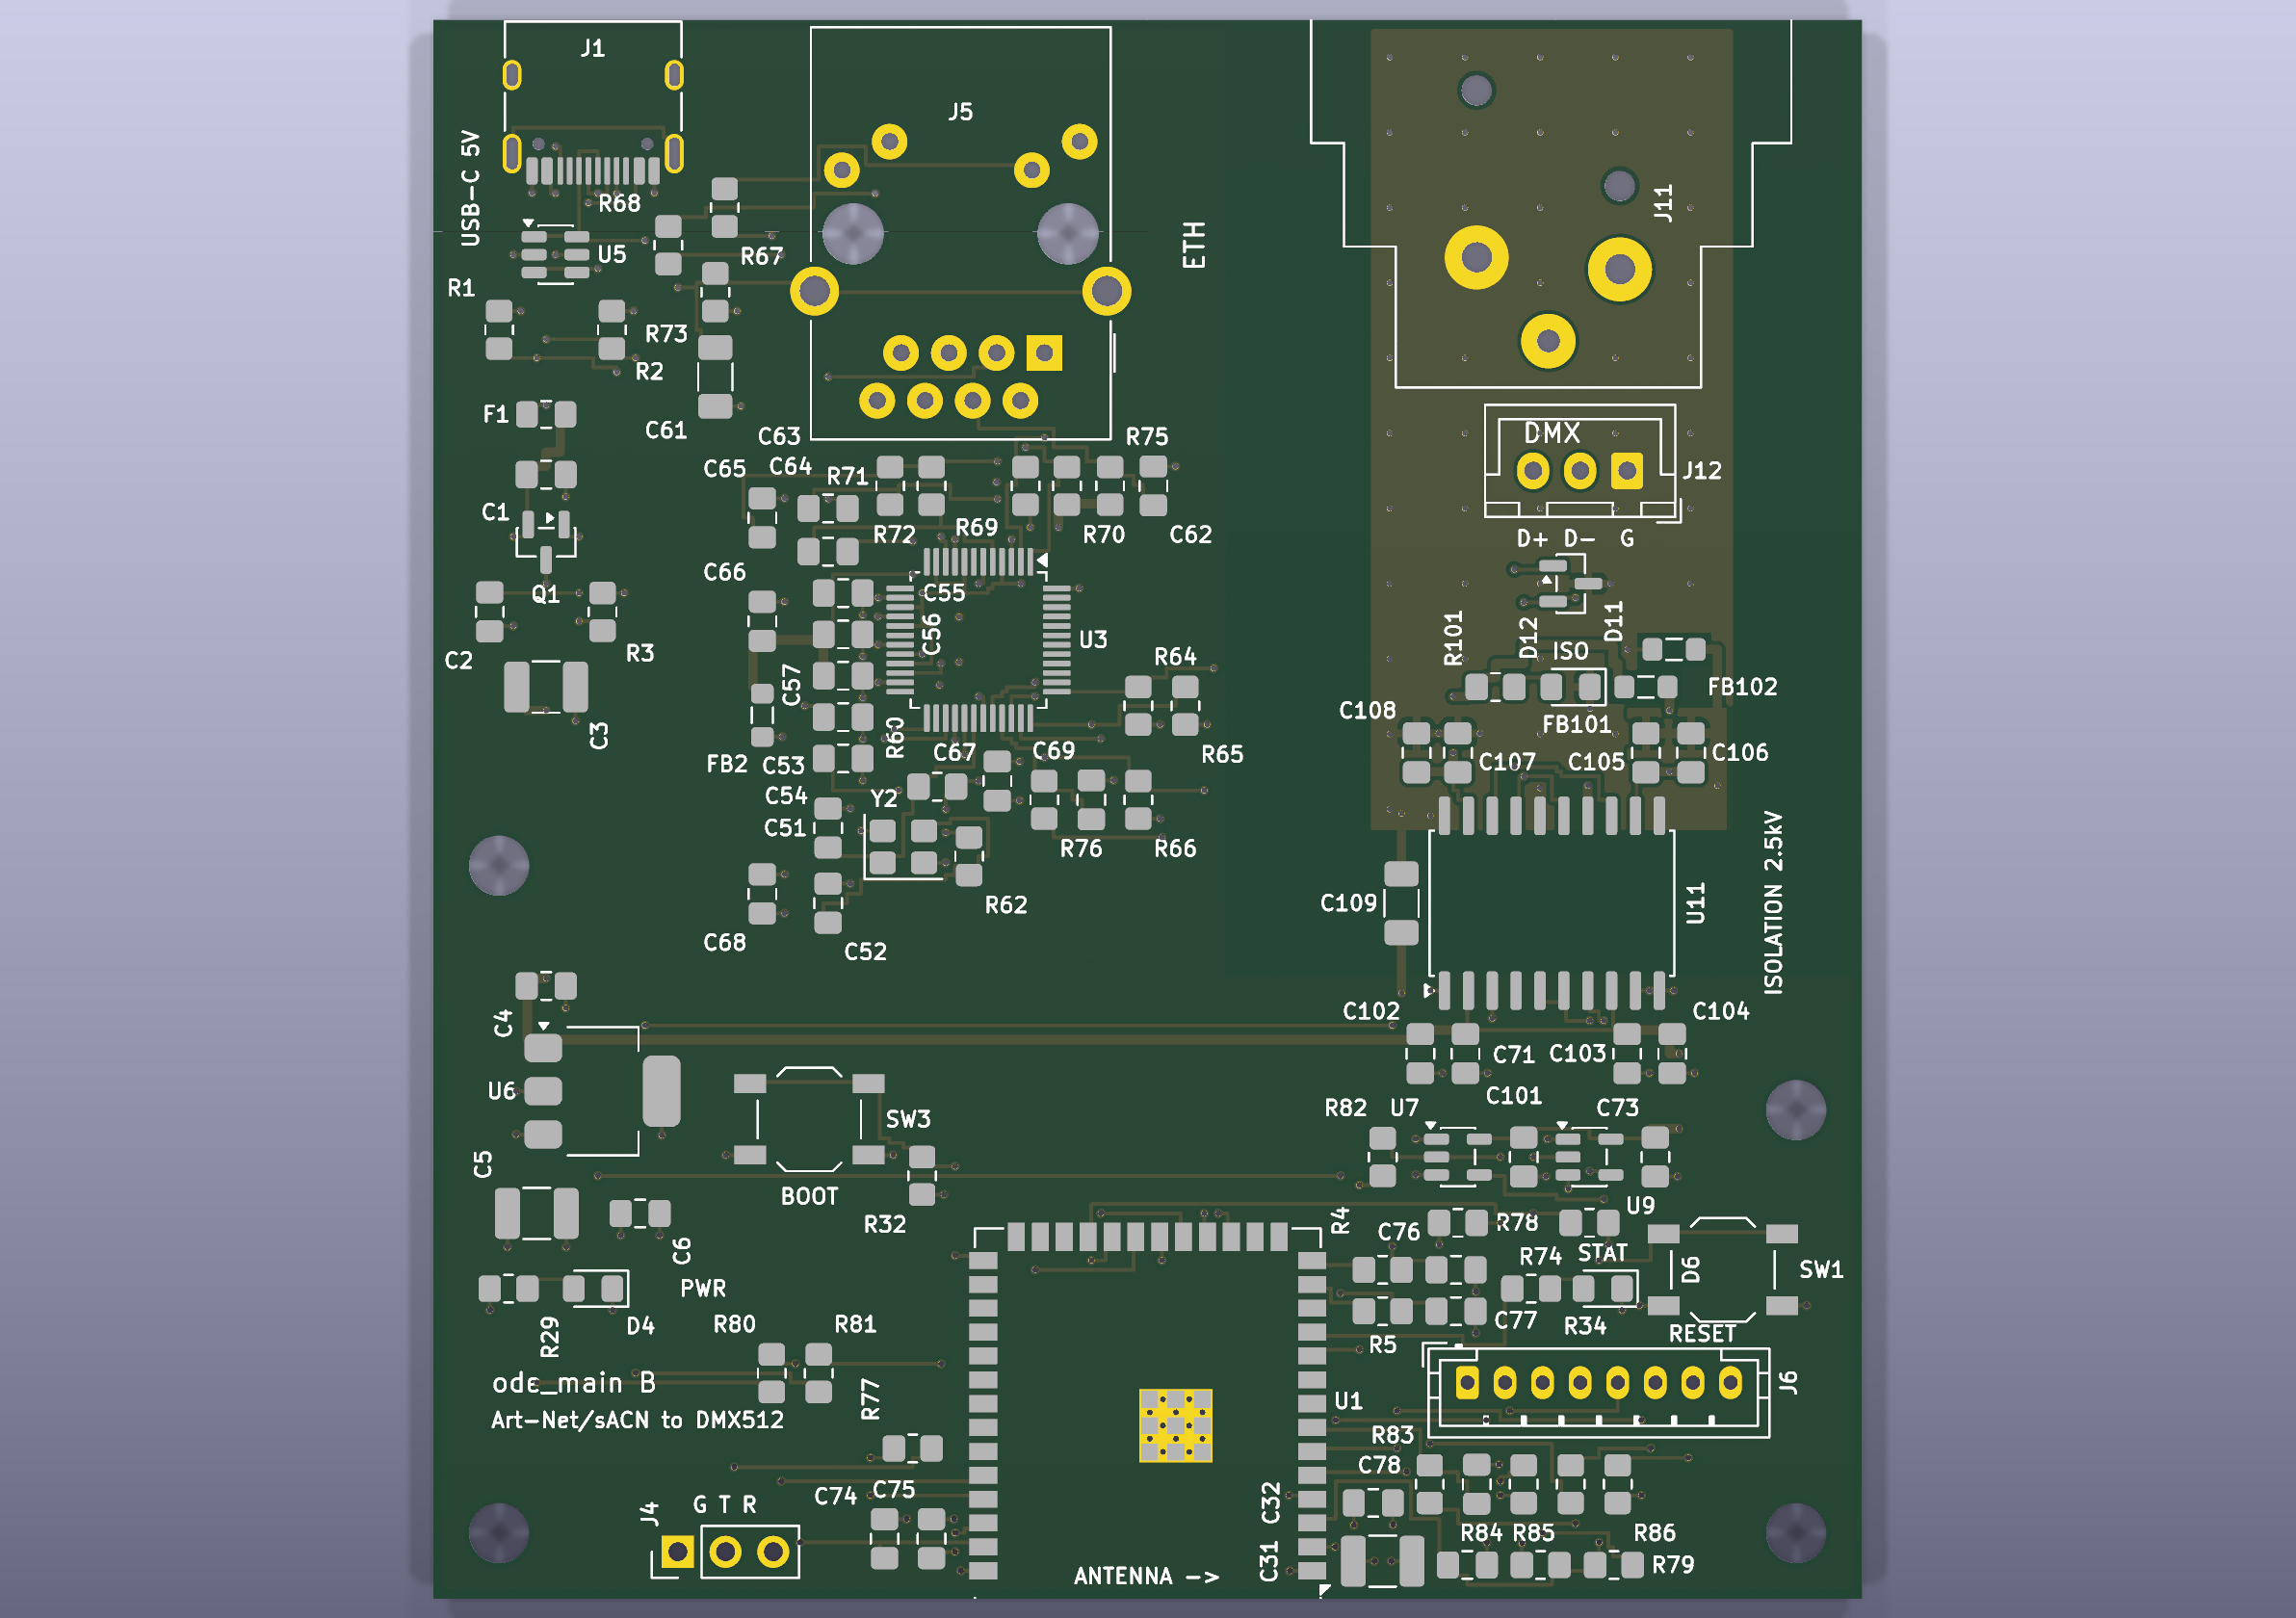 J1
J5
USB-C 5V
R68
J11
U5
R67
ETH
R1
R73
R2
F1
C61
C63
R75
DMX
C65
C64
R71
J12
C1
R72
R69
R70
C62
D+ D- G
C66
Q1
C55
C56
U3
R101
D12
D11
C2
R3
ISO
R64
C57
FB102
C3
C108
FB101
R63
C67
C69
R65
FB2
C53
C107
C105
C106
C54
Y2
C51
R76
R66
ISOLATION 2.5kV
C109
U11
R62
C68
C52
C4
C102
C104
C71
C103
U6
C101
SW3
R82
U7
C73
C5
BOOT
R32
R4
C76
R78
U9
C6
R74
STAT
D6
SW1
PWR
R29
D4
R80
R81
R5
C77
R34
RESET
ode_main B
R77
U1
J6
Art-Net/sACN to DMX512
R83
C78
C74
C75
J4
G T R
C32
R84
R85
R86
C31
ANTENNA ->
R79